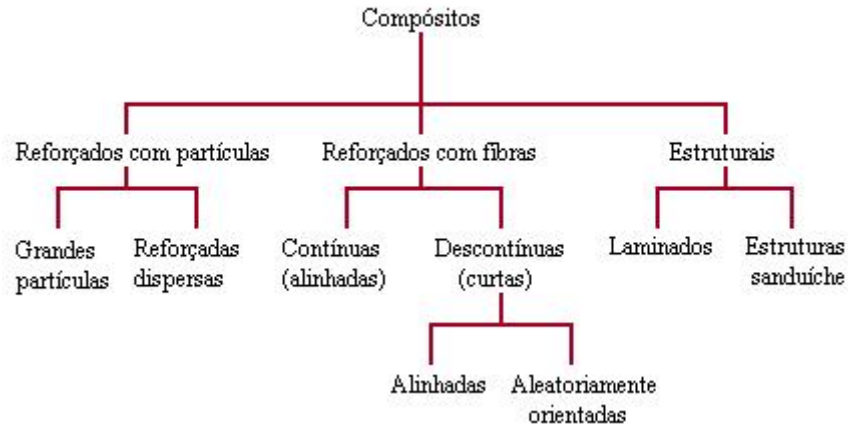 Compósitos
Reforçados com partículas
Reforçados com fibras
Estruturais
Grandes
partículas
Reforçadas
dispersas
Contínuas
(alinhadas)
Descontínuas
(curtas)
Laminados
Estruturas
sanduíche
Alinhadas
Aleatoriamente
orientadas